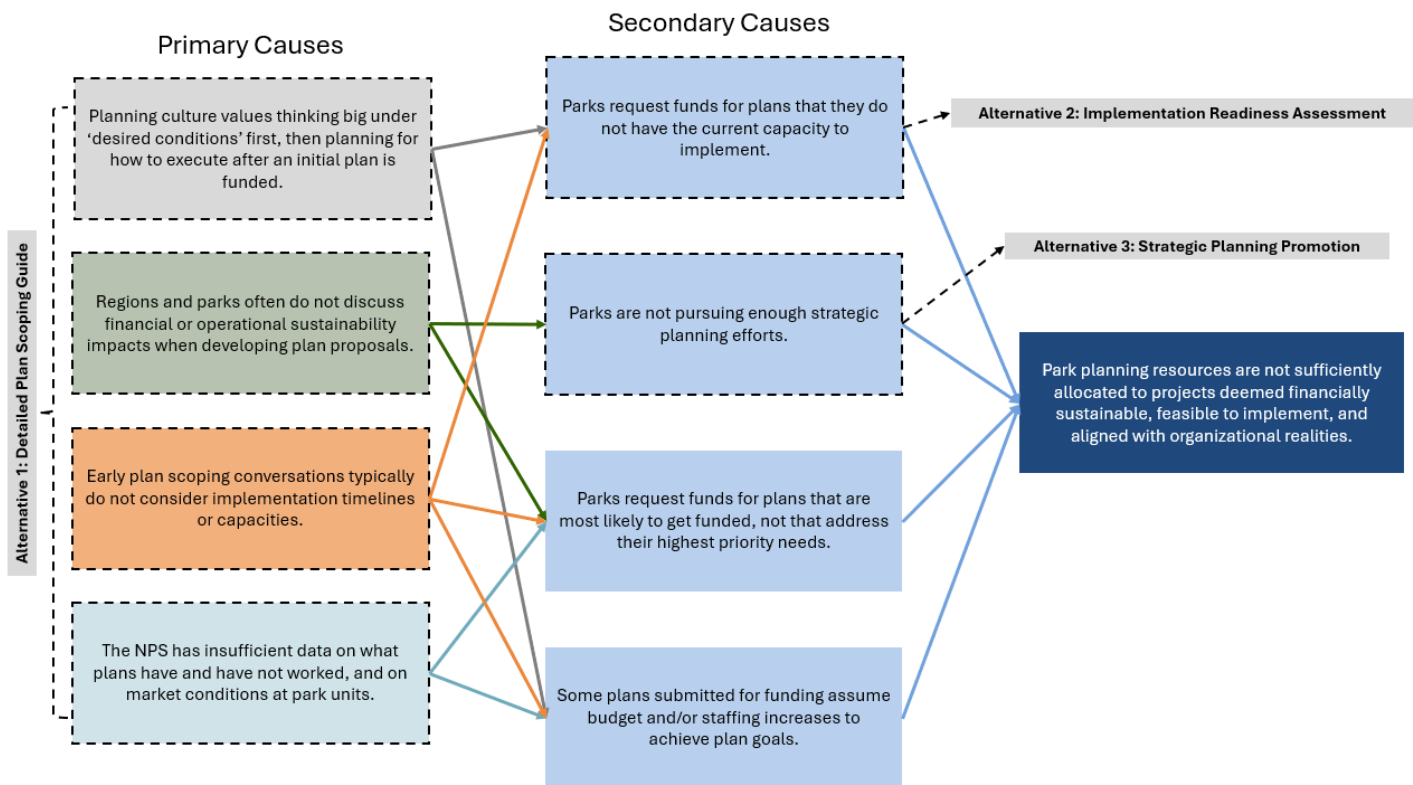 Primary Causes
Secondary Causes
Alternative 1: Detailed Plan Scoping Guide
Planning culture values thinking big under
‘desired conditions’ first, then planning for
how to execute after an initial plan is
funded.
Regions and parks often do not discuss
financial or operational sustainability
impacts when developing plan proposals.
Early plan scoping conversations typically
do not consider implementation timelines
or capacities.
The NPS has insufficient data on what
plans have and have not worked, and on
market conditions at park units.
Parks request funds for plans that they do
not have the current capacity to
implement.
Parks are not pursuing enough strategic
planning efforts.
Parks request funds for plans that are
most likely to get funded, not that address
their highest priority needs.
Some plans submitted for funding assume
budget and/or staffing increases to
achieve plan goals.
Alternative 2: Implementation Readiness Assessment
Alternative 3: Strategic Planning Promotion
Park planning resources are not sufficiently
allocated to projects deemed financially
sustainable, feasible to implement, and
aligned with organizational realities.